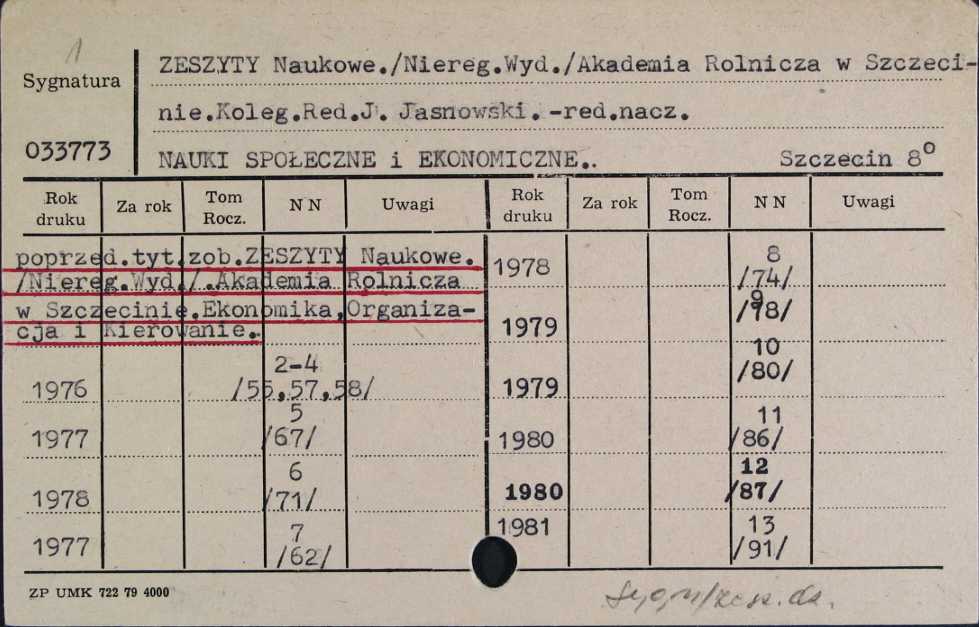 1
Sygnatura
033773
ZESZYTY Naukowe./Niereg.Wyd./Akademia Rolnicza w Szczeci-
nie.Koleg.Red.J. Jasnowski.-red.nacz.
NAUKI SPOŁECZNE i EKONOMICZNE.. Szczecin 8º
Rok druku Za rok Tom Rocz. N N Uwagi Rok druku Za rok Tom Rocz. N N Uwagi
poprzed.tyt.zob.ZESZYTY Naukowe.
/Niereg.Wyd./.Akademia Rolnicza
w Szczecinie.Ekonomika,Organiza-
cja i Kierowanie.
1976 2-4 /55,57,58/
1977 5 /67/
1978 6 /71/
1977 7 /62/
1978 8 /74/
1979 9 /78/
1979 10 /80/
1980 11 /86/
1980 12 /87/
1981 13 /91/
ZP UMK 722 79 4000